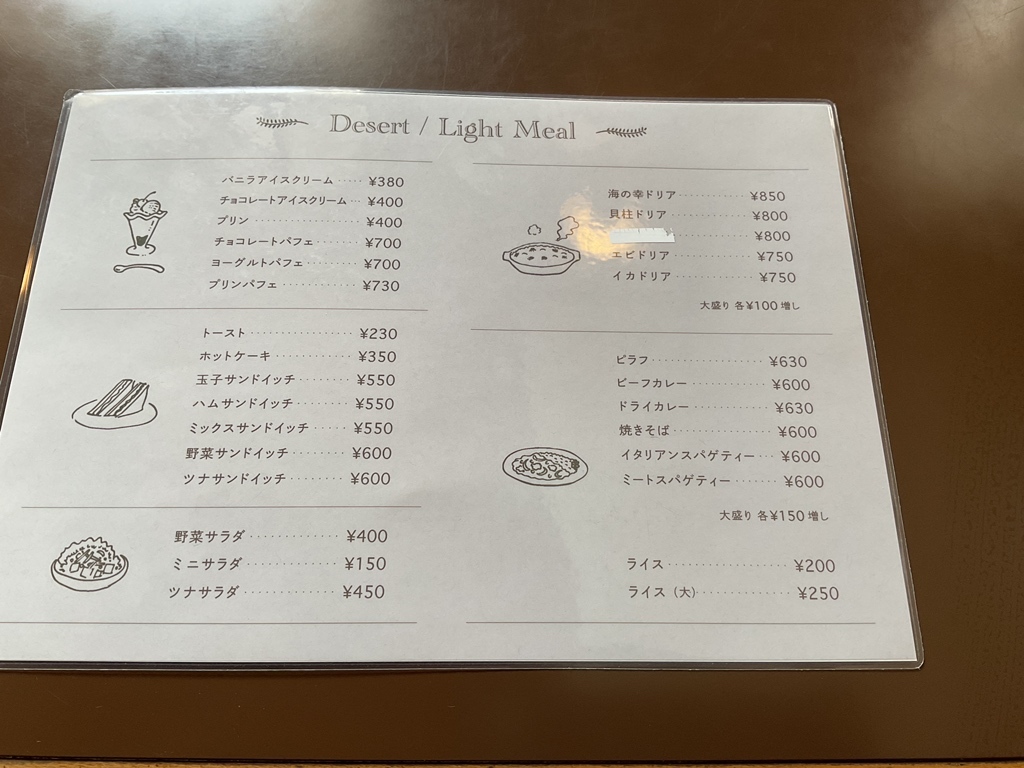 Desert / Light Meal
バニラアイスクリーム ····· ¥380
チョコレートアイスクリーム ··· ¥400
プリン ················ ¥400
チョコレートパフェ ········ ¥700
ヨーグルトパフェ ········· ¥700
プリンパフェ ············ ¥730
トースト ················ ¥230
ホットケーキ ············ ¥350
玉子サンドイッチ ········ ¥550
ハムサンドイッチ ········ ¥550
ミックスサンドイッチ ······ ¥550
野菜サンドイッチ ········ ¥600
ツナサンドイッチ ········ ¥600
野菜サラダ ············· ¥400
ミニサラダ ············· ¥150
ツナサラダ ············· ¥450
海の幸ドリア ··········· ¥850
貝柱ドリア ············· ¥800
············· ¥800
エビドリア ············· ¥750
イカドリア ············· ¥750
大盛り 各¥100増し
ピラフ ················ ¥630
ビーフカレー ············ ¥600
ドライカレー ············ ¥630
焼きそば ·············· ¥600
イタリアンスパゲティー ··· ¥600
ミートスパゲティー ······· ¥600
大盛り 各¥150増し
ライス ················ ¥200
ライス（大）············· ¥250